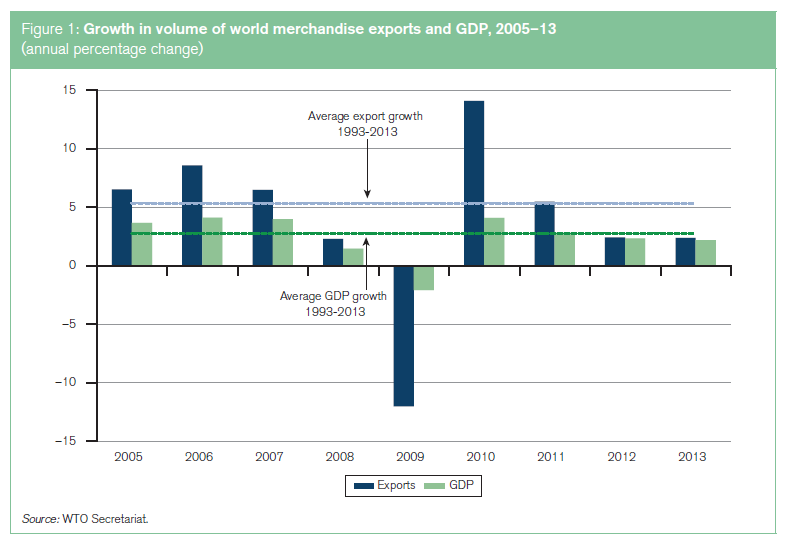 Figure 1: Growth in volume of world merchandise exports and GDP, 2005–13
(annual percentage change)
15
Average export growth
1993-2013
10
5
0
Average GDP growth
1993-2013
–5
–10
–15
2005 2006 2007 2008 2009 2010 2011 2012 2013
Exports GDP
Source: WTO Secretariat.